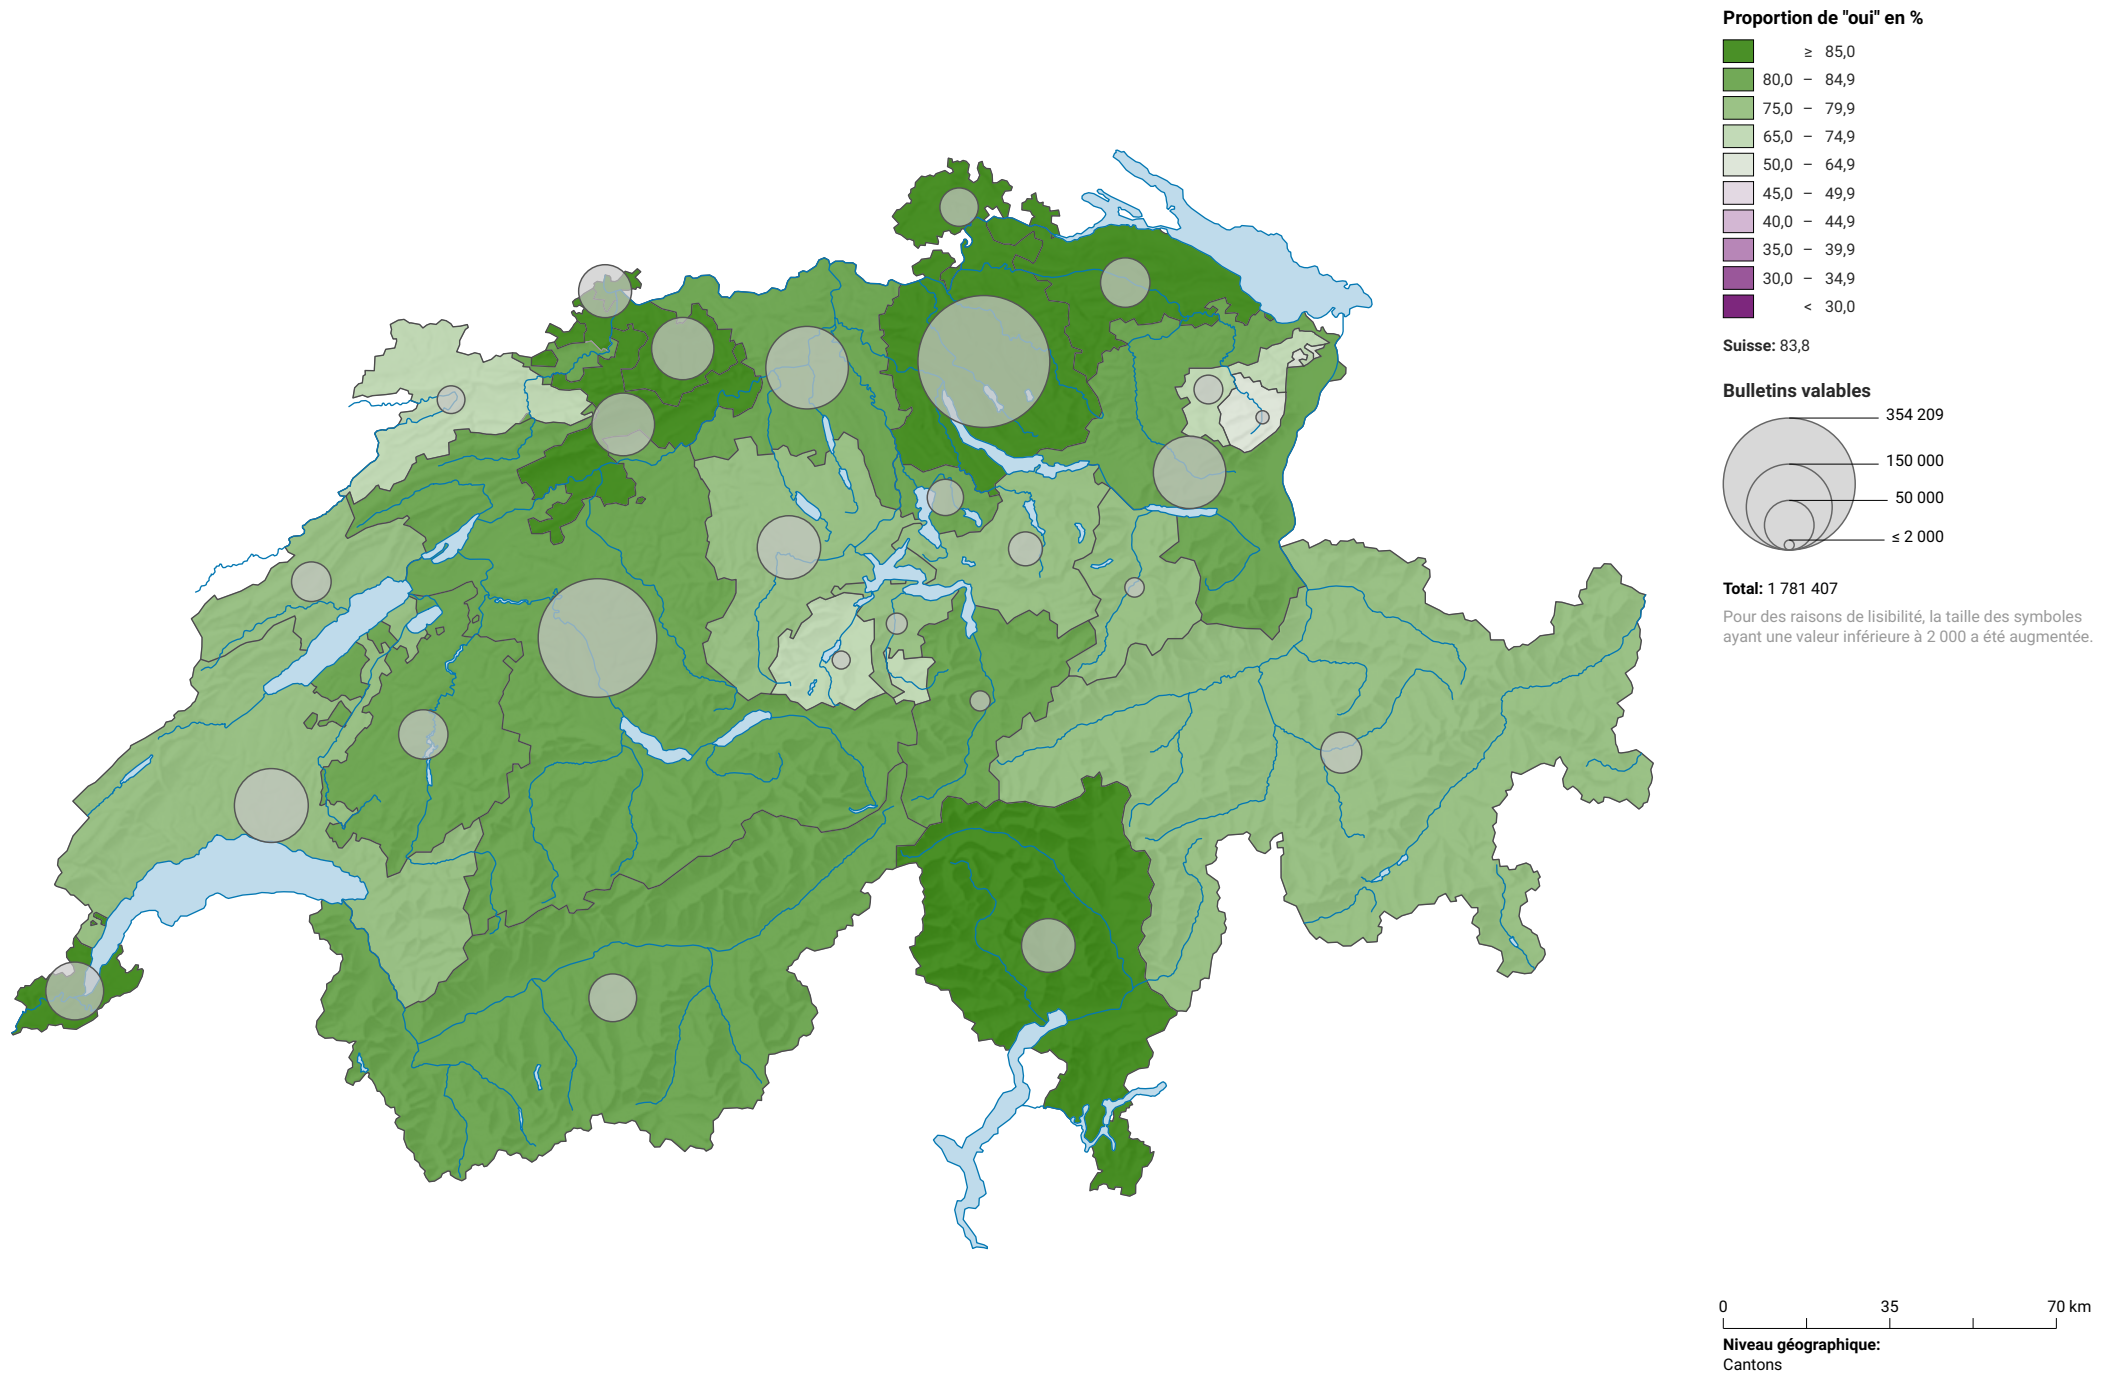 Proportion de "oui" en %
≥ 85,0
80,0 – 84,9
75,0 – 79,9
65,0 – 74,9
50,0 – 64,9
45,0 – 49,9
40,0 – 44,9
35,0 – 39,9
30,0 – 34,9
< 30,0
Suisse: 83,8
Bulletins valables
354 209
150 000
50 000
≤ 2 000
Total: 1 781 407
Pour des raisons de lisibilité, la taille des symboles
ayant une valeur inférieure à 2 000 a été augmentée.
0 35 70 km
Niveau géographique:
Cantons